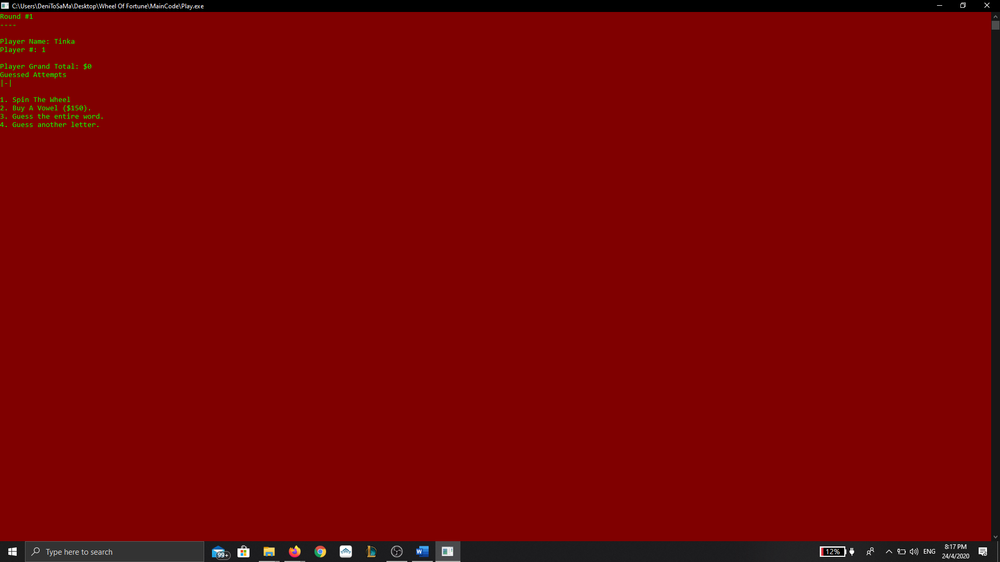 C:\Users\DeniToSaMa\Desktop\Wheel Of Fortune\MainCode\Play.exe
Round #1
----
Player Name: Tinka
Player #: 1
Player Grand Total: $0
Guessed Attempts
|-|
1. Spin The Wheel
2. Buy A Vowel ($150).
3. Guess the entire word.
4. Guess another letter.
Type here to search
99+
12%
ENG
8:17 PM
24/4/2020